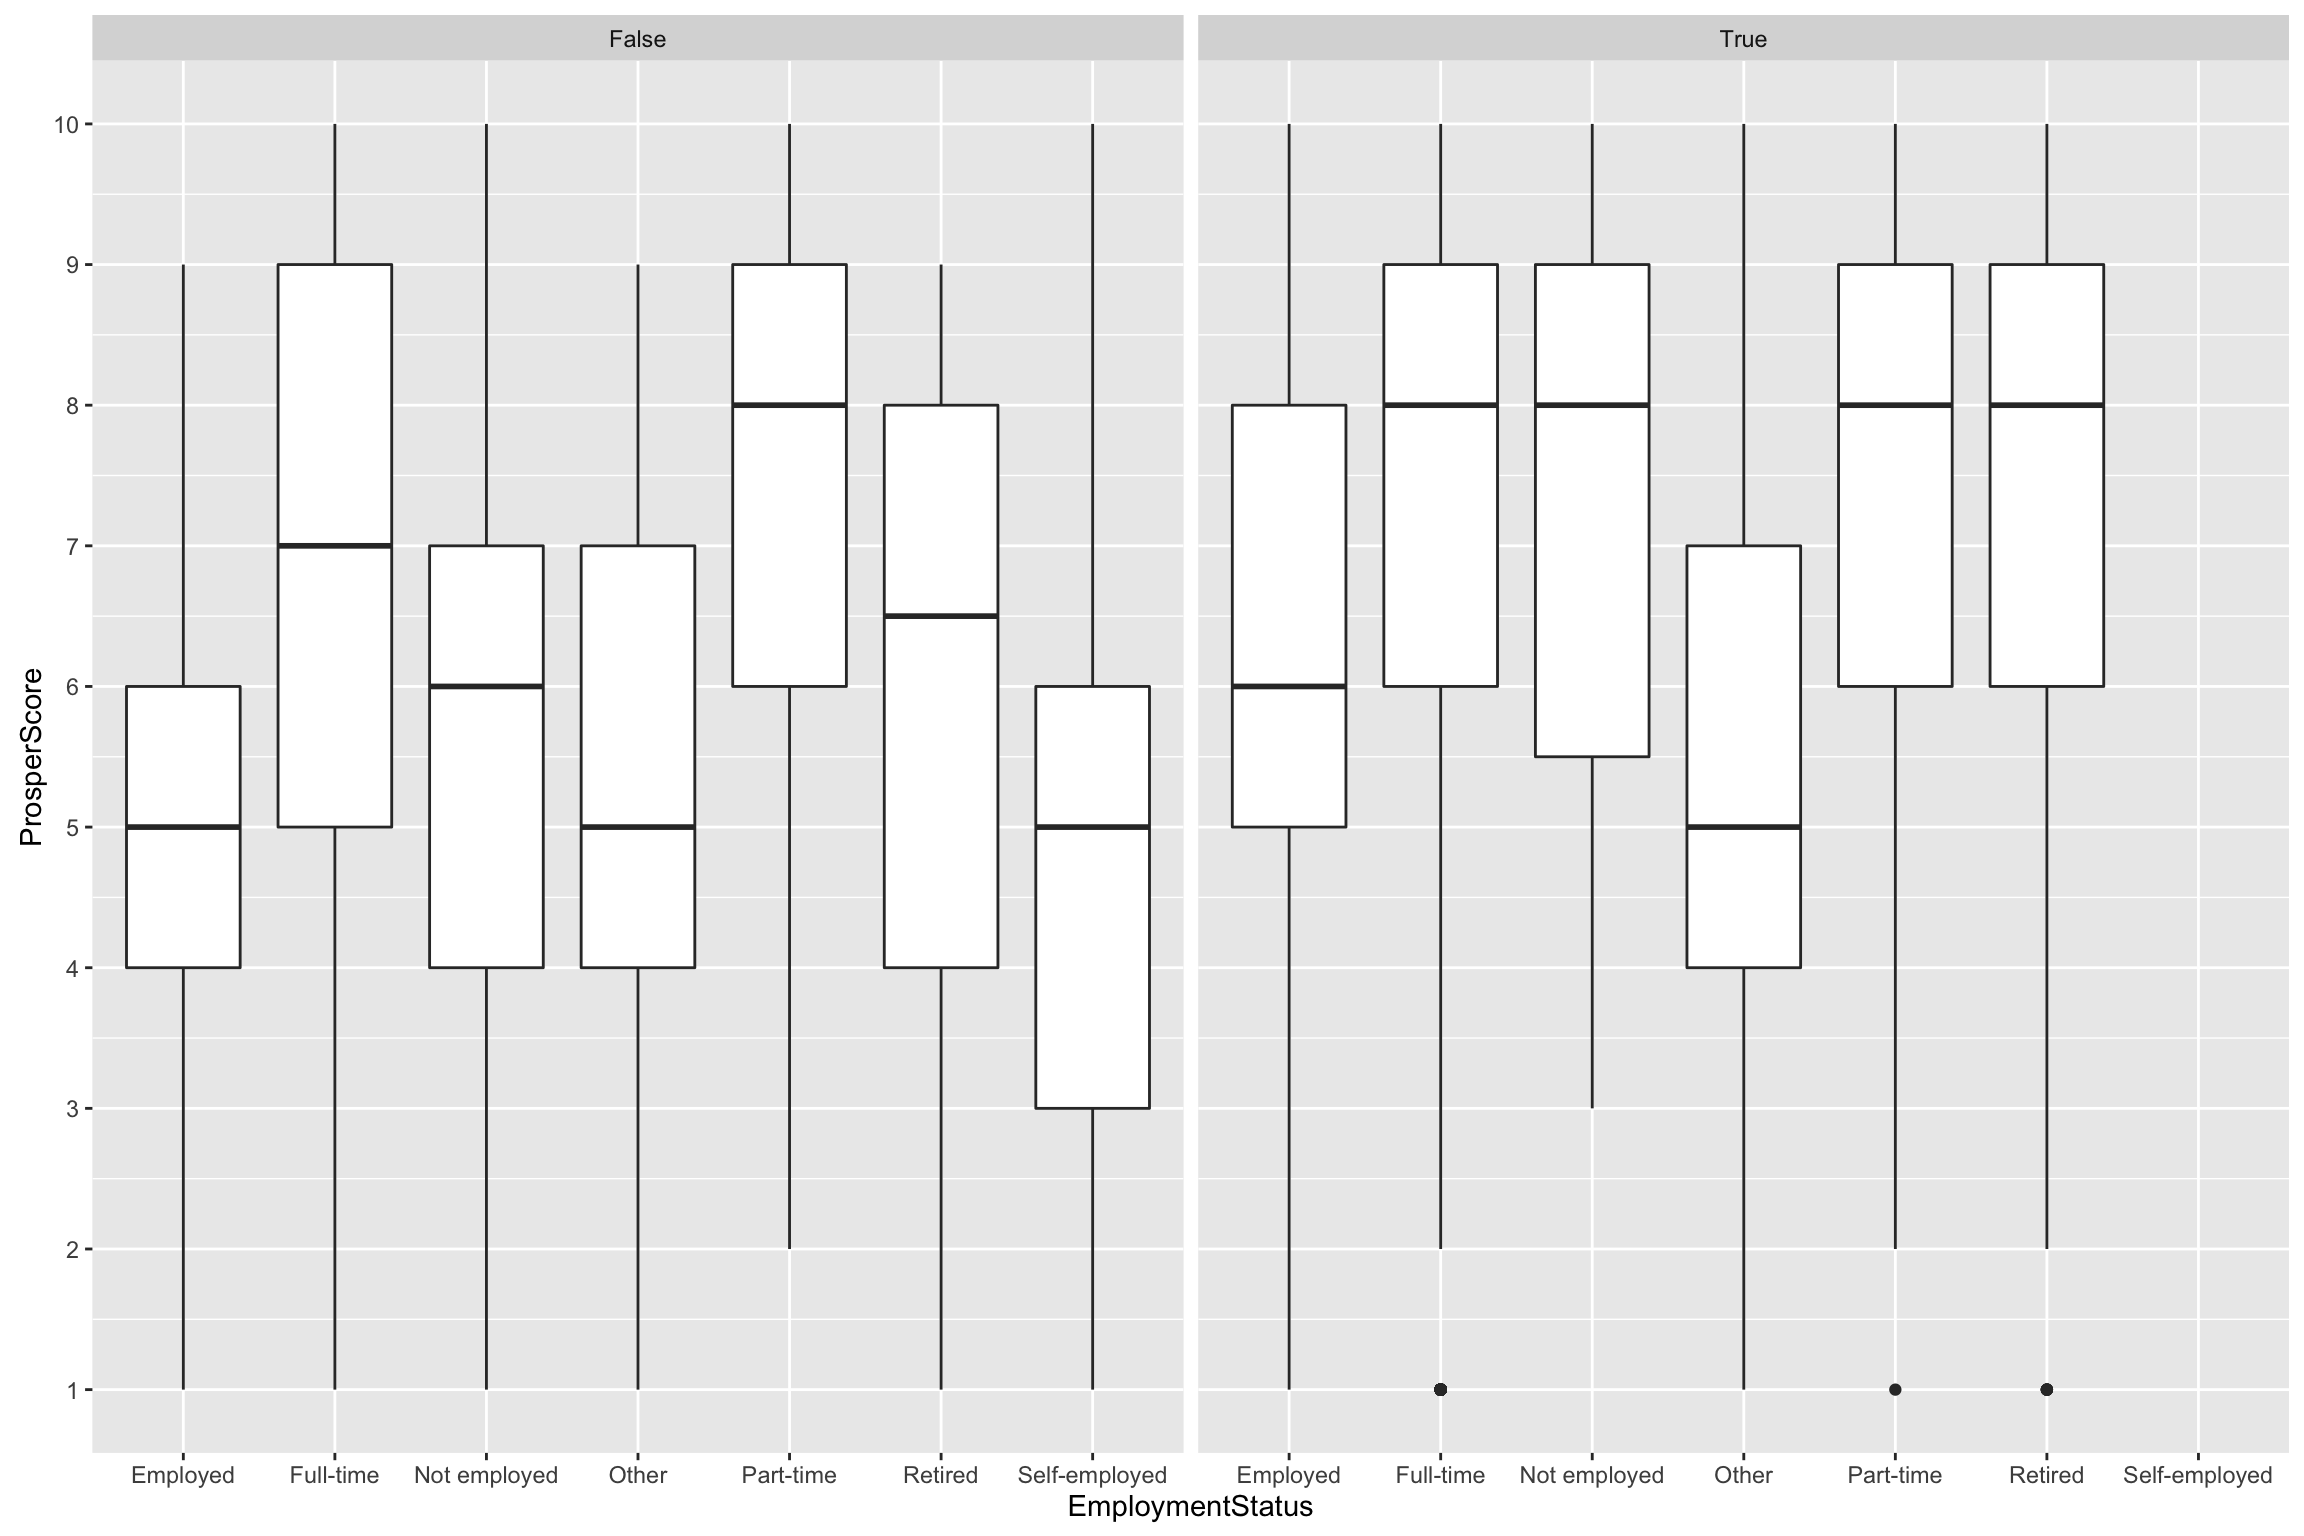 False True
10
9
8
7
6
5
4
3
2
1
ProsperScore
Employed Full-time Not employed Other Part-time Retired Self-employed Employed Full-time Not employed Other Part-time Retired Self-employed
EmploymentStatus